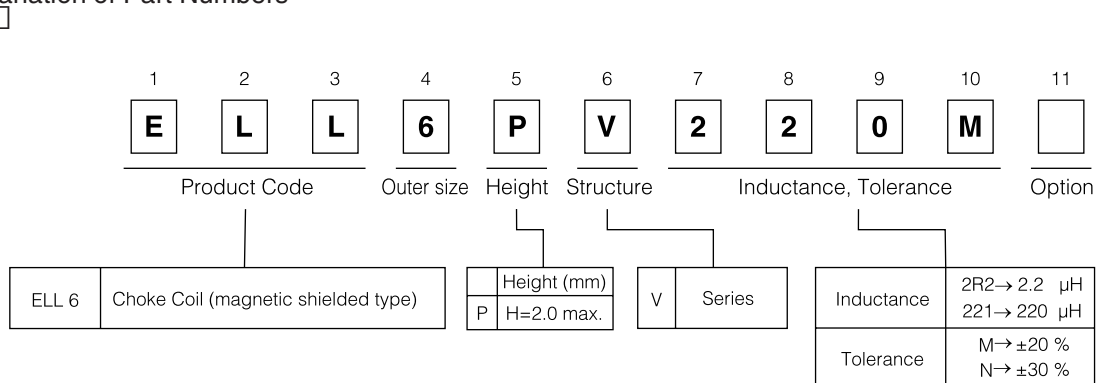 anation of Part Numbers
1 2 3 4 5 6 7 8 9 10 11
E L L 6 P V 2 2 0 M
Product Code Outer size Height Structure Inductance, Tolerance Option
ELL 6 Choke Coil (magnetic shielded type)
Height (mm)
P H=2.0 max.
V Series
Inductance 2R2→ 2.2 μH
221→ 220 μH
Tolerance M→ ±20 %
N→ ±30 %